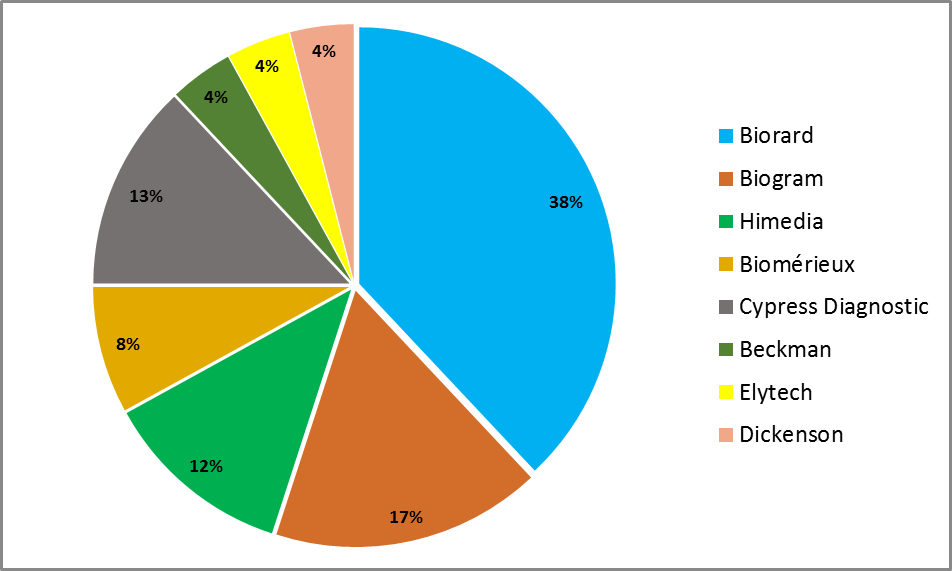 4%
4%
4%
13%
38%
8%
12%
17%
Biorard
Biogram
Himedia
Biomérieux
Cypress Diagnostic
Beckman
Elytech
Dickenson